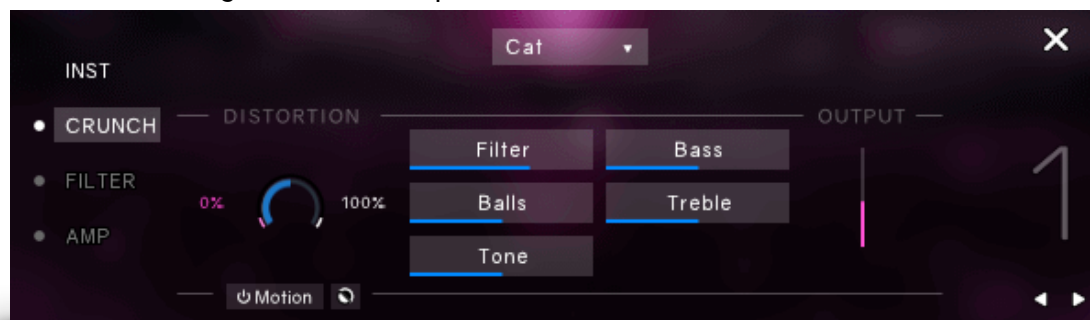 Cat
INST
CRUNCH
DISTORTION
OUTPUT
Filter
Bass
FILTER
0%
100%
Balls
Treble
1
AMP
Tone
Motion